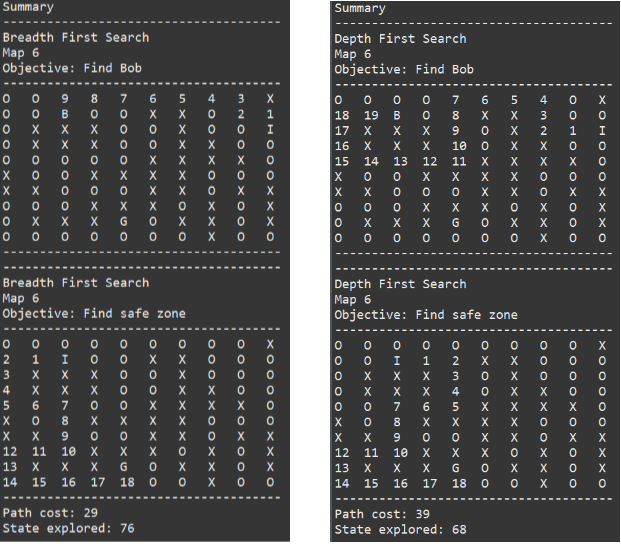 Summary
--------------------------------------
Breadth First Search
Map 6
Objective: Find Bob
--------------------------------------
O O 9 8 7 6 5 4 3 X
O O B O O X X O 2 1
O X X X O O X O O I
O X X X O O X X O O
O O O O O X X X X O
X O O X X X X O O O
X X O O O O X O O O
O O O X X X O X O O
O X X X G O X X O O
O O O O O O O X O O
--------------------------------------
--------------------------------------
Breadth First Search
Map 6
Objective: Find safe zone
--------------------------------------
O O O O O O O O O X
2 1 I O O X X O O O
3 X X X O O X O O O
4 X X X O O X X O O
5 6 7 O O X X X X O
X O 8 X X X X O O O
X X 9 O O O X O O O
12 11 10 X X X O X O O
13 X X X G O X X O O
14 15 16 17 18 O O X O O
--------------------------------------
Path cost: 29
State explored: 76
Summary
--------------------------------------
Depth First Search
Map 6
Objective: Find Bob
--------------------------------------
O O O O 7 6 5 4 O X
18 19 B O 8 X X 3 O O
17 X X X 9 O X 2 1 I
16 X X X 10 O X X O O
15 14 13 12 11 X X X X O
X O O X X X X O O O
X X O O O O X O O O
O O O X X X O X O O
O X X X G O X X O O
O O O O O O O X O O
--------------------------------------
--------------------------------------
Depth First Search
Map 6
Objective: Find safe zone
--------------------------------------
O O O O O O O O O X
O O I 1 2 X X O O O
O X X X 3 O X O O O
O X X X 4 O X X O O
O O 7 6 5 X X X X O
X O 8 X X X X O O O
X X 9 O O O X O O O
12 11 10 X X X O X O O
13 X X X G O X X O O
14 15 16 17 18 O O X O O
--------------------------------------
Path cost: 39
State explored: 68